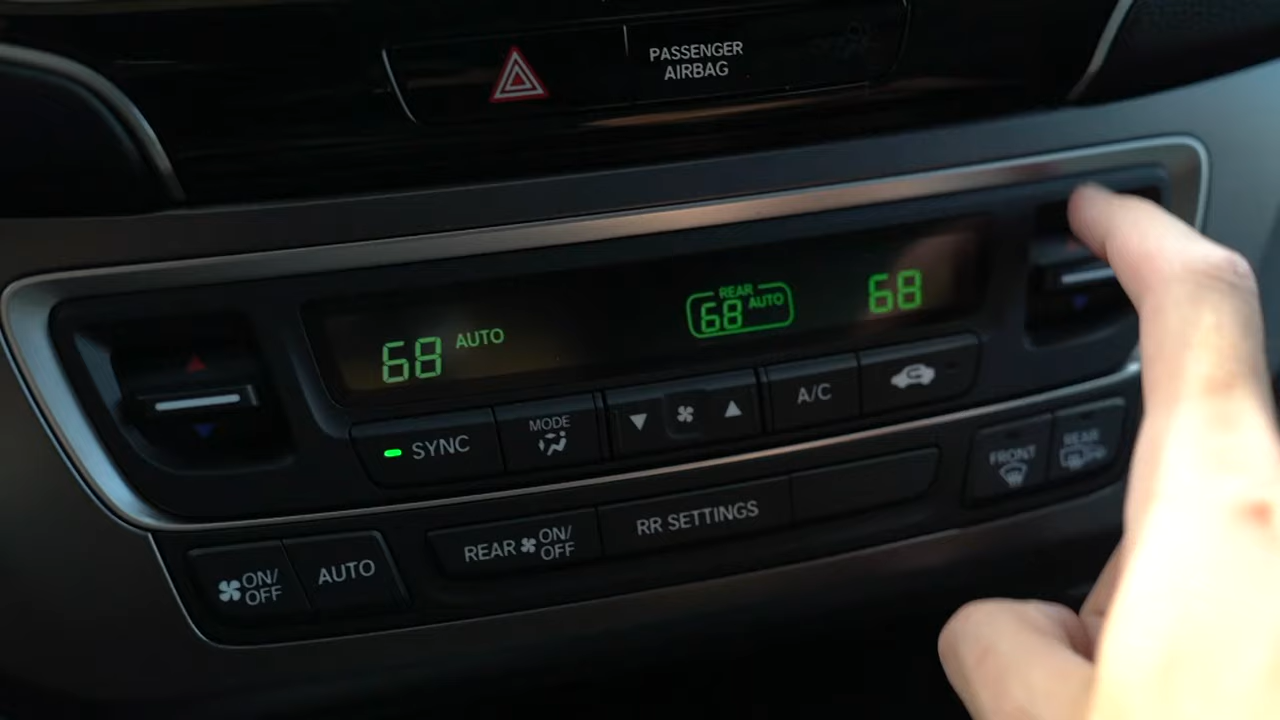 PASSENGER
AIRBAG
68 AUTO
REAR
68 AUTO
68
SYNC
MODE
A/C
FRONT
REAR
ON/
OFF
AUTO
REAR ON/
OFF
RR SETTINGS